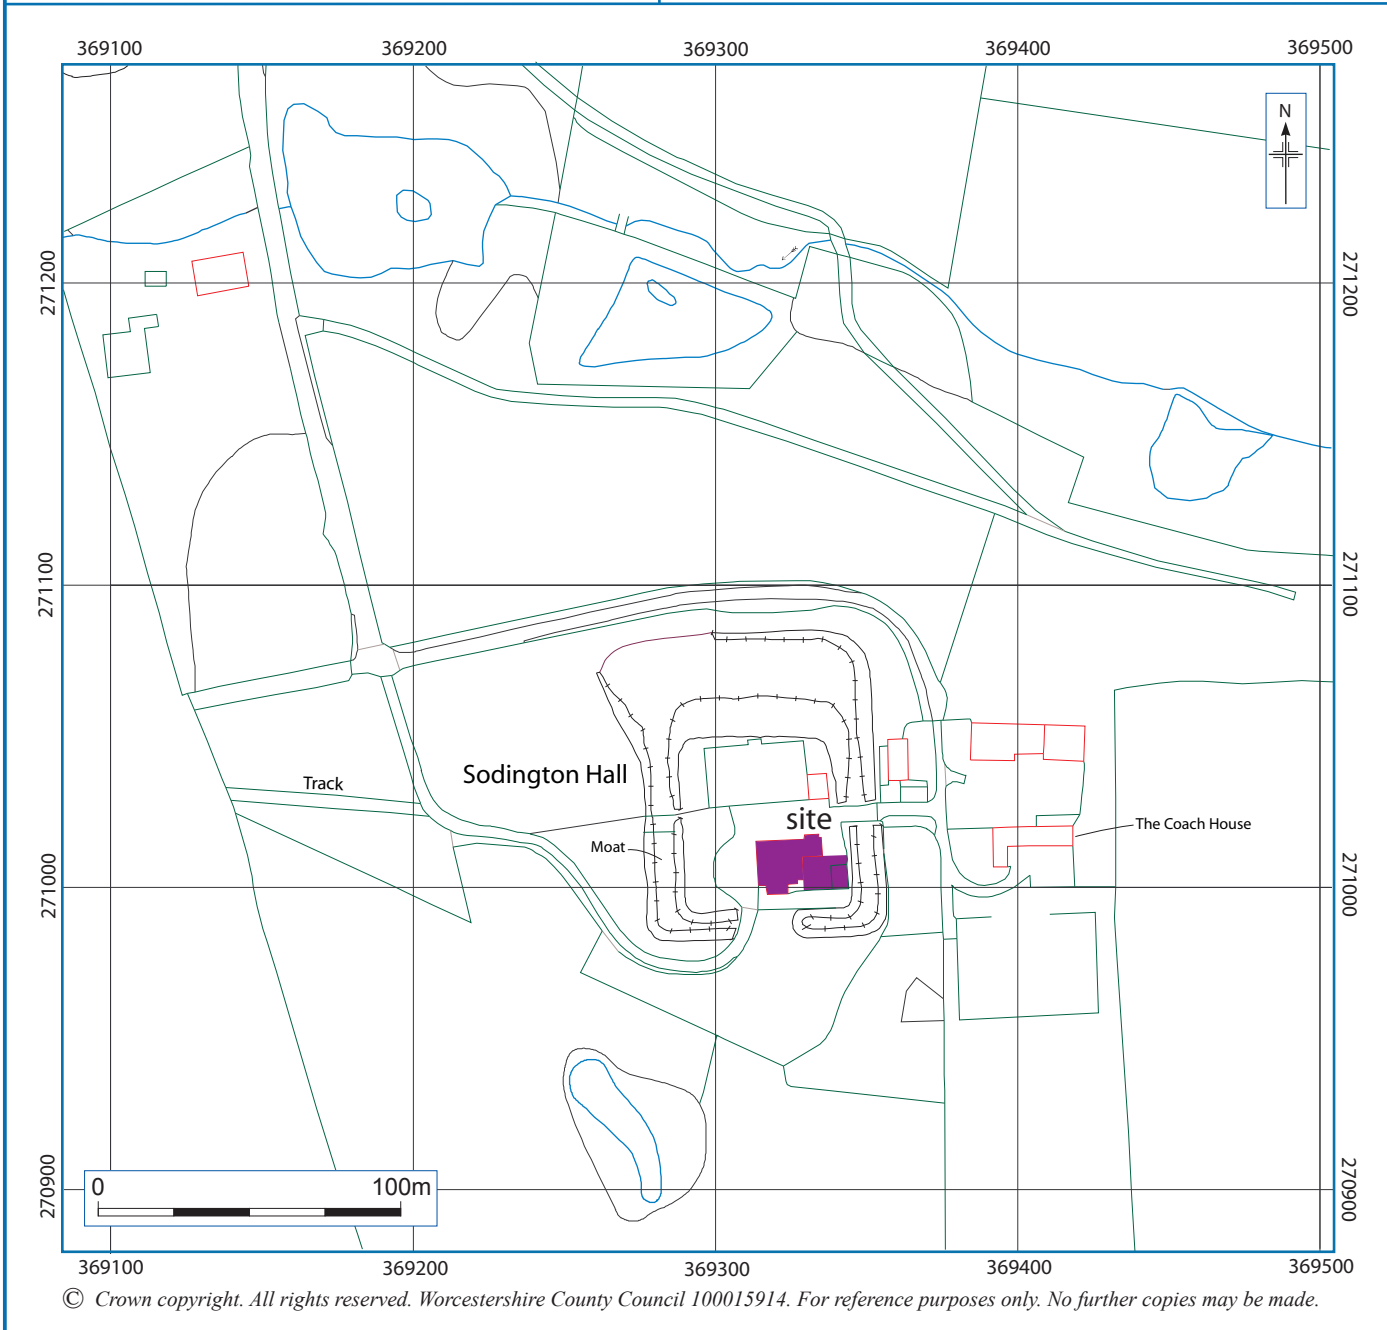 369100 369200 369300 369400 369500
N
271200 271200
271100 271100
Sodington Hall
Track
site
The Coach House
Moat
271000 271000
270900 270900
0 100m
369100 369200 369300 369400 369500
© Crown copyright. All rights reserved. Worcestershire County Council 100015914. For reference purposes only. No further copies may be made.